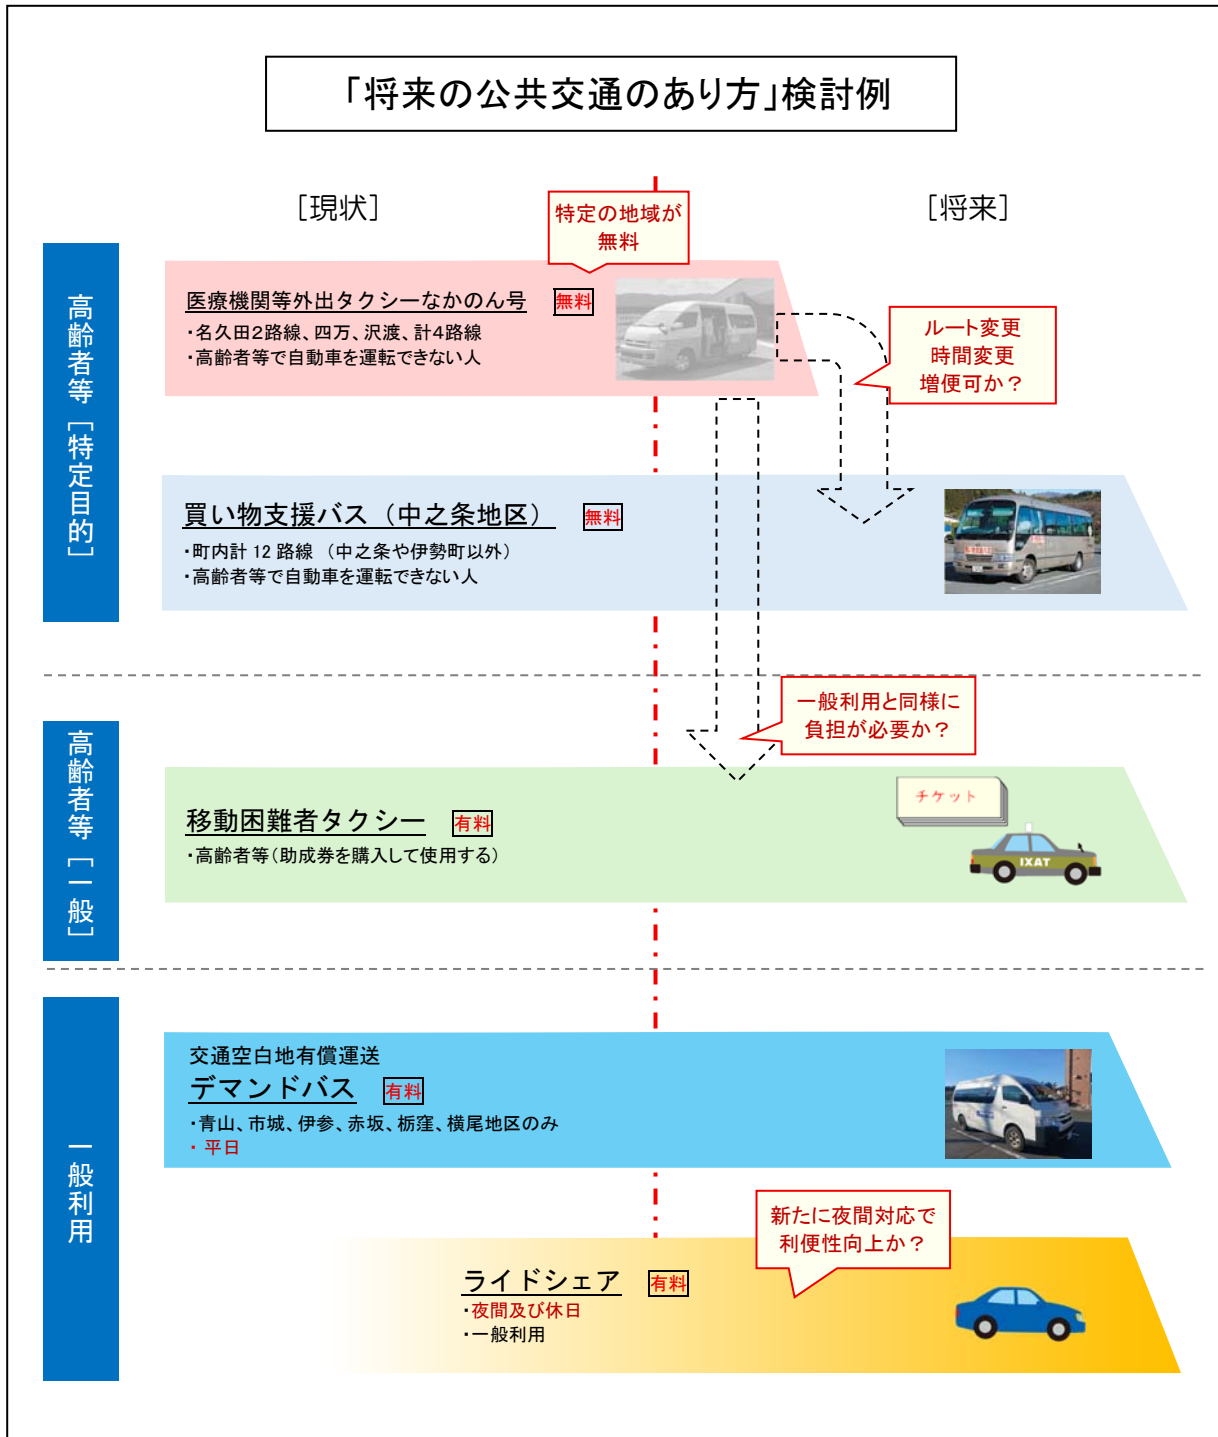 「将来の公共交通のあり方」検討例
［現状］
［将来］
特定の地域が
無料
高齢者等［特定目的］
医療機関等外出タクシーなかのん号 無料
・名久田２路線、四万、沢渡、計４路線
・高齢者等で自動車を運転できない人
ルート変更
時間変更
増便可か？
買い物支援バス（中之条地区） 無料
・町内計 12 路線 （中之条や伊勢町以外）
・高齢者等で自動車を運転できない人
一般利用と同様に
負担が必要か？
高齢者等［一般］
移動困難者タクシー 有料
・高齢者等（助成券を購入して使用する）
チケット
IXAT
一般利用
交通空白地有償運送
デマンドバス 有料
・青山、市城、伊参、赤坂、栃窪、横尾地区のみ
・平日
新たに夜間対応で
利便性向上か？
ライドシェア 有料
・夜間及び休日
・一般利用